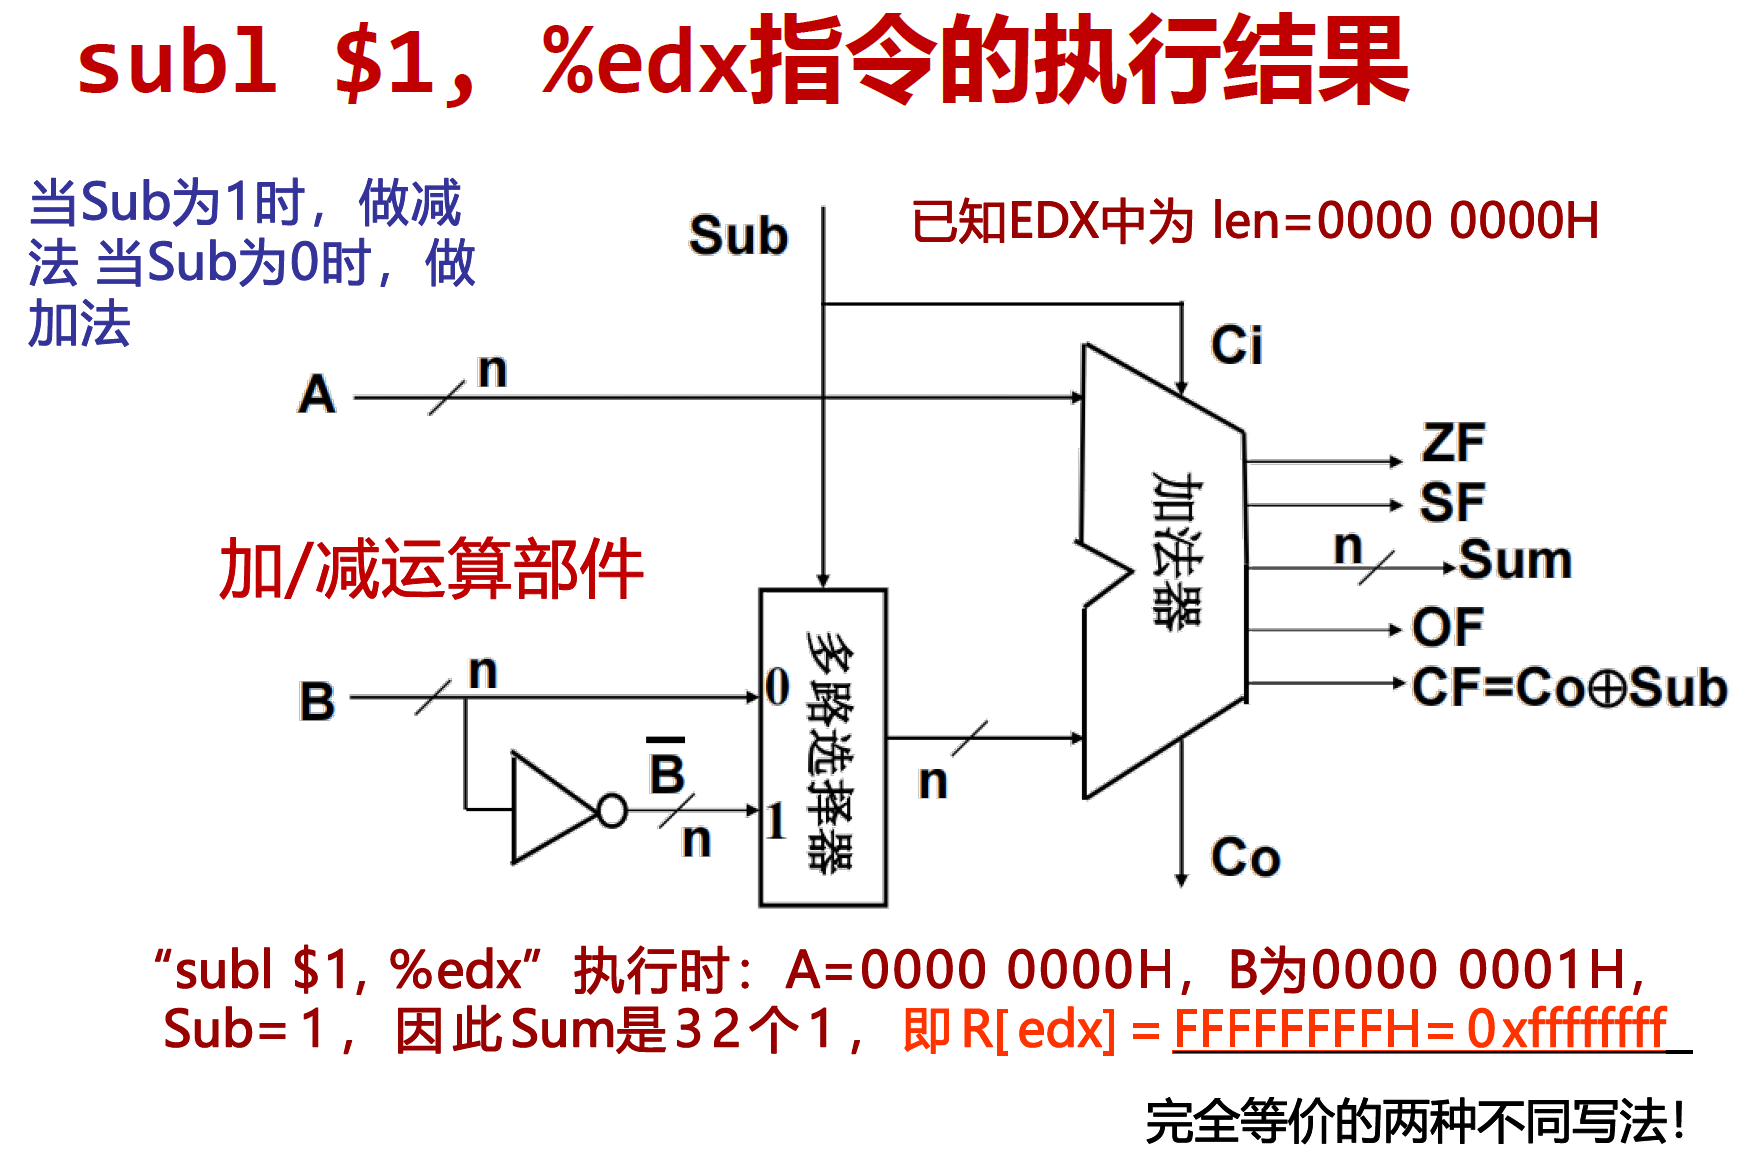 subl $1，%edx指令的执行结果
当Sub为1时，做减
法 当Sub为0时，做
加法
已知EDX中为 len=0000 0000H
Sub
Ci
A
n
ZF
SF
n
Sum
OF
CF=Co⊕Sub
加法器
加/减运算部件
B
n
0
多路选择器
B̅
n
1
n
Co
“subl $1, %edx”执行时：A=0000 0000H，B为0000 0001H，
Sub=1，因此Sum是32个1，即R[edx]=FFFFFFFFH=0xffffffff
完全等价的两种不同写法！